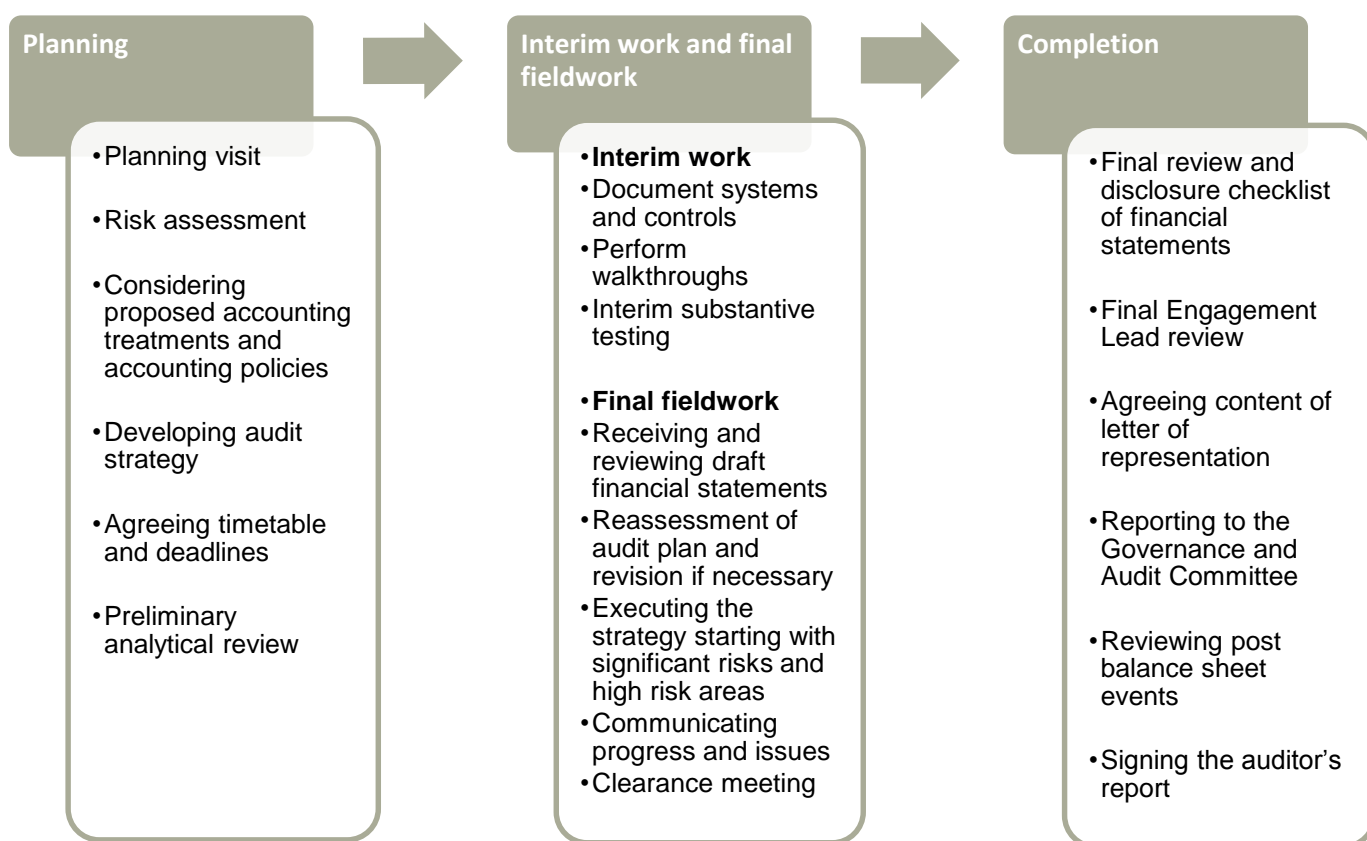 Planning
•Planning visit
•Risk assessment
•Considering
proposed accounting
treatments and
accounting policies
•Developing audit
strategy
•Agreeing timetable
and deadlines
•Preliminary
analytical review
Interim work and final
fieldwork
•Interim work
•Document systems
and controls
•Perform
walkthroughs
•Interim substantive
testing
•Final fieldwork
•Receiving and
reviewing draft
financial statements
•Reassessment of
audit plan and
revision if necessary
•Executing the
strategy starting with
significant risks and
high risk areas
•Communicating
progress and issues
•Clearance meeting
Completion
•Final review and
disclosure checklist
of financial
statements
•Final Engagement
Lead review
•Agreeing content of
letter of
representation
•Reporting to the
Governance and
Audit Committee
•Reviewing post
balance sheet
events
•Signing the auditor’s
report